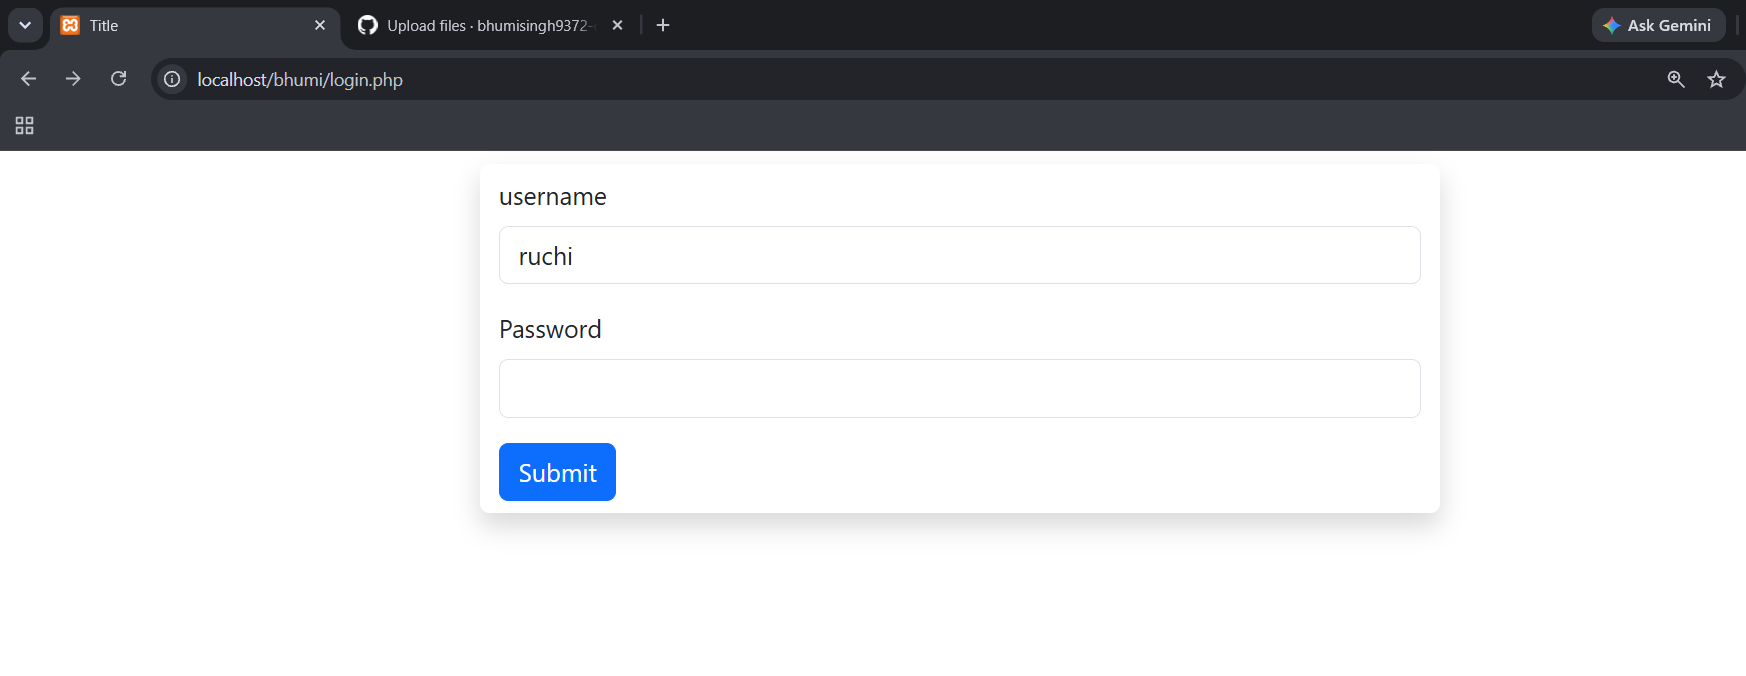 Title
Upload files · bhumisingh9372-
Ask Gemini
localhost/bhumi/login.php
username
ruchi
Password
Submit